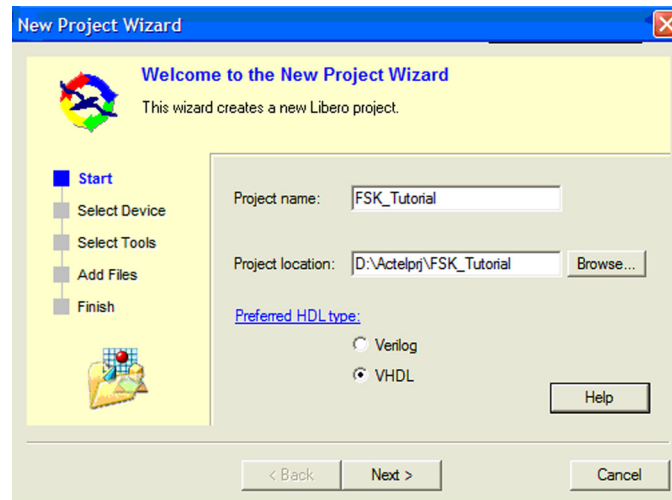 New Project Wizard
Welcome to the New Project Wizard
This wizard creates a new Libero project.
Start
Select Device
Select Tools
Add Files
Finish
Project name:
FSK_Tutorial
Project location:
D:\Actelprj\FSK_Tutorial
Browse...
Preferred HDL type:
Verilog
VHDL
Help
< Back
Next >
Cancel